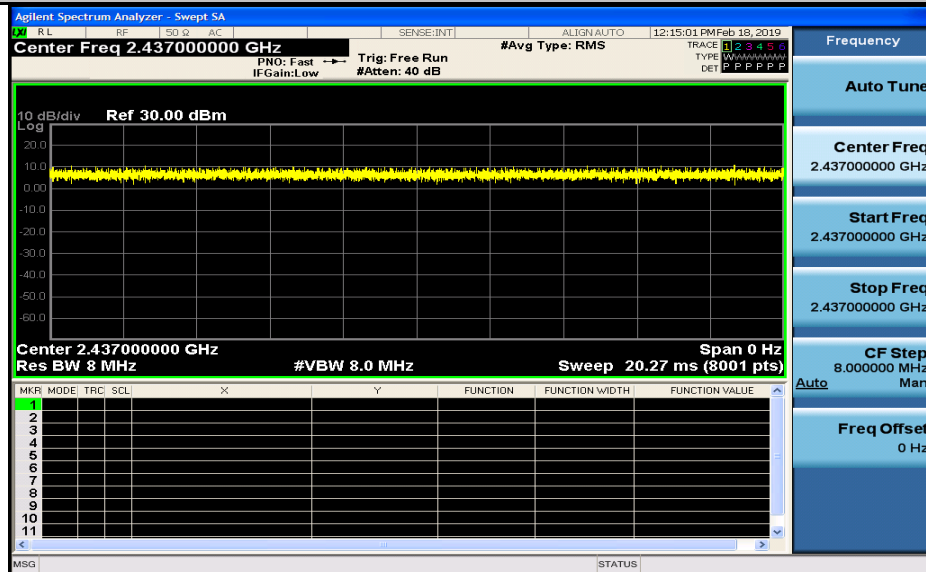 Agilent Spectrum Analyzer - Swept SA
LXI RL RF 50 Ω AC SENSE:INT ALIGN AUTO 12:15:01 PM Feb 18, 2019
Center Freq 2.437000000 GHz
#Avg Type: RMS
TRACE 1 2 3 4 5 6
PNO: Fast
Trig: Free Run
TYPE WWWWWW
IFGain:Low
#Atten: 40 dB
DET P P P P P P
10 dB/div Ref 30.00 dBm
Log
20.0
10.0
0.00
-10.0
-20.0
-30.0
-40.0
-50.0
-60.0
Center 2.437000000 GHz Span 0 Hz
Res BW 8 MHz #VBW 8.0 MHz Sweep 20.27 ms (8001 pts)
MKR MODE TRC SCL X Y FUNCTION FUNCTION WIDTH FUNCTION VALUE
1
2
3
4
5
6
7
8
9
10
11
MSG STATUS
Frequency
Auto Tune
Center Freq
2.437000000 GHz
Start Freq
2.437000000 GHz
Stop Freq
2.437000000 GHz
CF Step
8.000000 MHz
Auto Man
Freq Offset
0 Hz